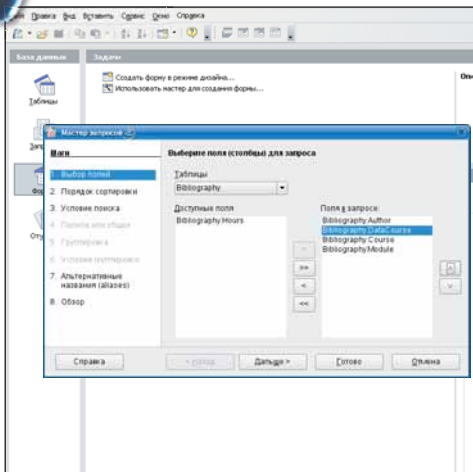 Правка Вид Вставить Сервис Окно Справка
База данных
Задачи
Таблицы
Создать форму в режиме дизайна...
Использовать мастер для создания формы...
Мастер запросов
Шаги
1. Выбор полей
2. Порядок сортировки
3. Условие поиска
4. Полное или общее
5. Группировка
6. Условие группировки
7. Альтернативные
названия (aliases)
8. Обзор
Выберите поля (столбцы) для запроса
Таблицы
Bibliography
Доступные поля
Bibliography.Hours
Поля в запросе:
Bibliography.Author
Bibliography.DataCourse
Bibliography.Course
Bibliography.Module
>>
<
<<
Справка
< Назад
Дальше >
Готово
Отмена